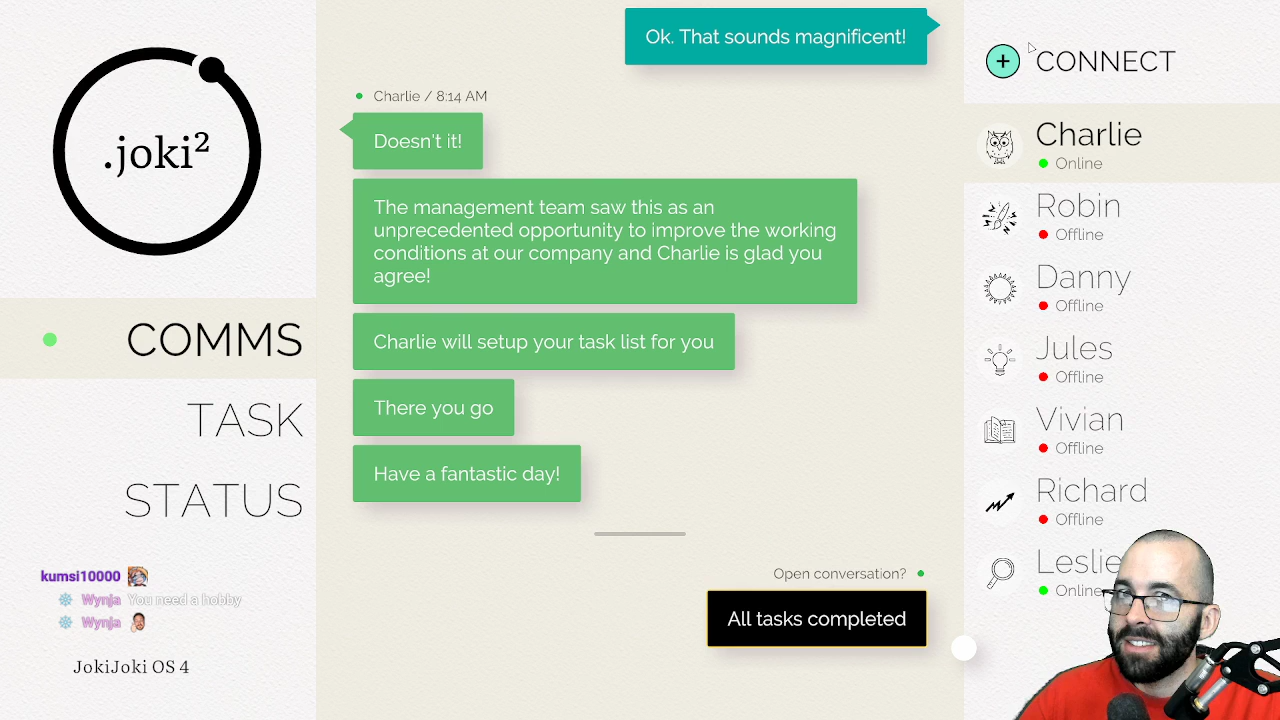 .joki²
COMMS
TASK
STATUS
kumsi10000
Wynja You need a hobby
Wynja
JokiJoki OS 4
Ok. That sounds magnificent!
Charlie / 8:14 AM
Doesn't it!
The management team saw this as an
unprecedented opportunity to improve the working
conditions at our company and Charlie is glad you
agree!
Charlie will setup your task list for you
There you go
Have a fantastic day!
Open conversation?
All tasks completed
+ CONNECT
Charlie
Online
Robin
Offline
Danny
Offline
Jules
Offline
Vivian
Offline
Richard
Offline
Leslie
Online